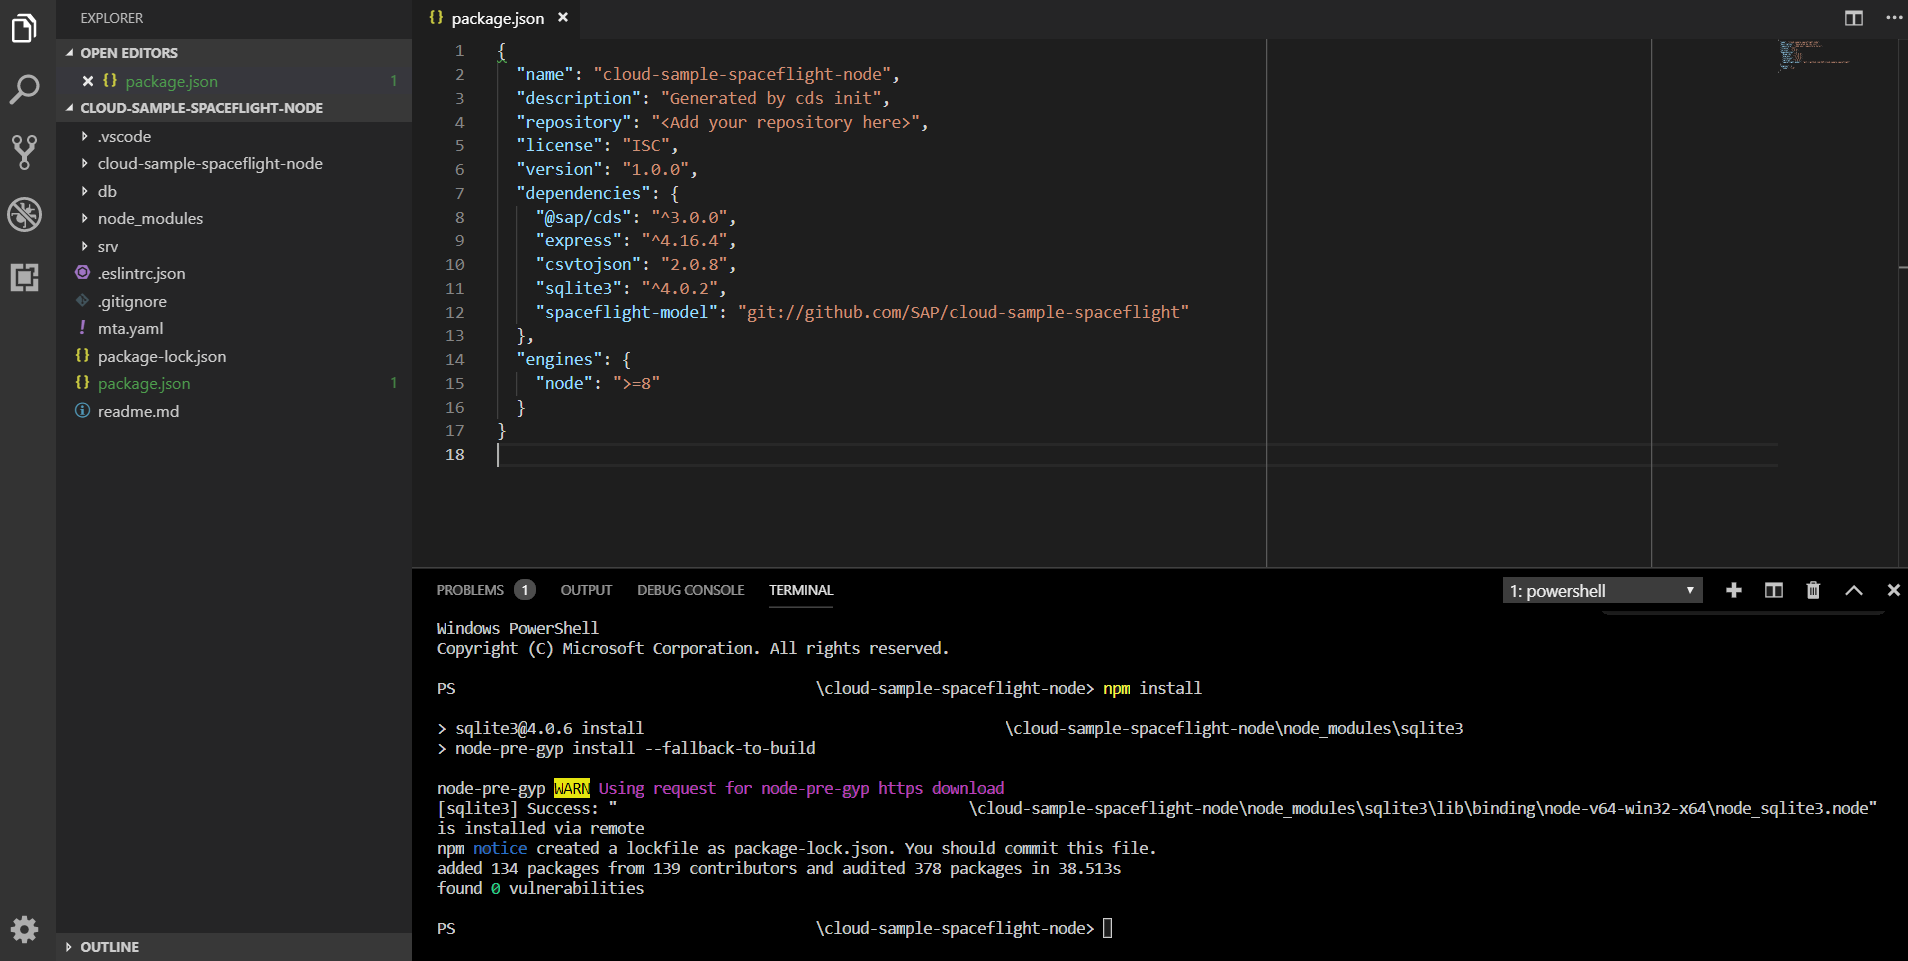 EXPLORER
OPEN EDITORS
package.json 1
CLOUD-SAMPLE-SPACEFLIGHT-NODE
.vscode
cloud-sample-spaceflight-node
db
node_modules
srv
.eslintrc.json
.gitignore
mta.yaml
package-lock.json
package.json 1
readme.md
OUTLINE
package.json
1 {
2 "name": "cloud-sample-spaceflight-node",
3 "description": "Generated by cds init",
4 "repository": "<Add your repository here>",
5 "license": "ISC",
6 "version": "1.0.0",
7 "dependencies": {
8 "@sap/cds": "^3.0.0",
9 "express": "^4.16.4",
10 "csvtojson": "2.0.8",
11 "sqlite3": "^4.0.2",
12 "spaceflight-model": "git://github.com/SAP/cloud-sample-spaceflight"
13 },
14 "engines": {
15 "node": ">=8"
16 }
17 }
18
PROBLEMS 1 OUTPUT DEBUG CONSOLE TERMINAL 1: powershell
Windows PowerShell
Copyright (C) Microsoft Corporation. All rights reserved.
PS \cloud-sample-spaceflight-node> npm install
> sqlite3@4.0.6 install \cloud-sample-spaceflight-node\node_modules\sqlite3
> node-pre-gyp install --fallback-to-build
node-pre-gyp WARN Using request for node-pre-gyp https download
[sqlite3] Success: " \cloud-sample-spaceflight-node\node_modules\sqlite3\lib\binding\node-v64-win32-x64\node_sqlite3.node"
is installed via remote
npm notice created a lockfile as package-lock.json. You should commit this file.
added 134 packages from 139 contributors and audited 378 packages in 38.513s
found 0 vulnerabilities
PS \cloud-sample-spaceflight-node>